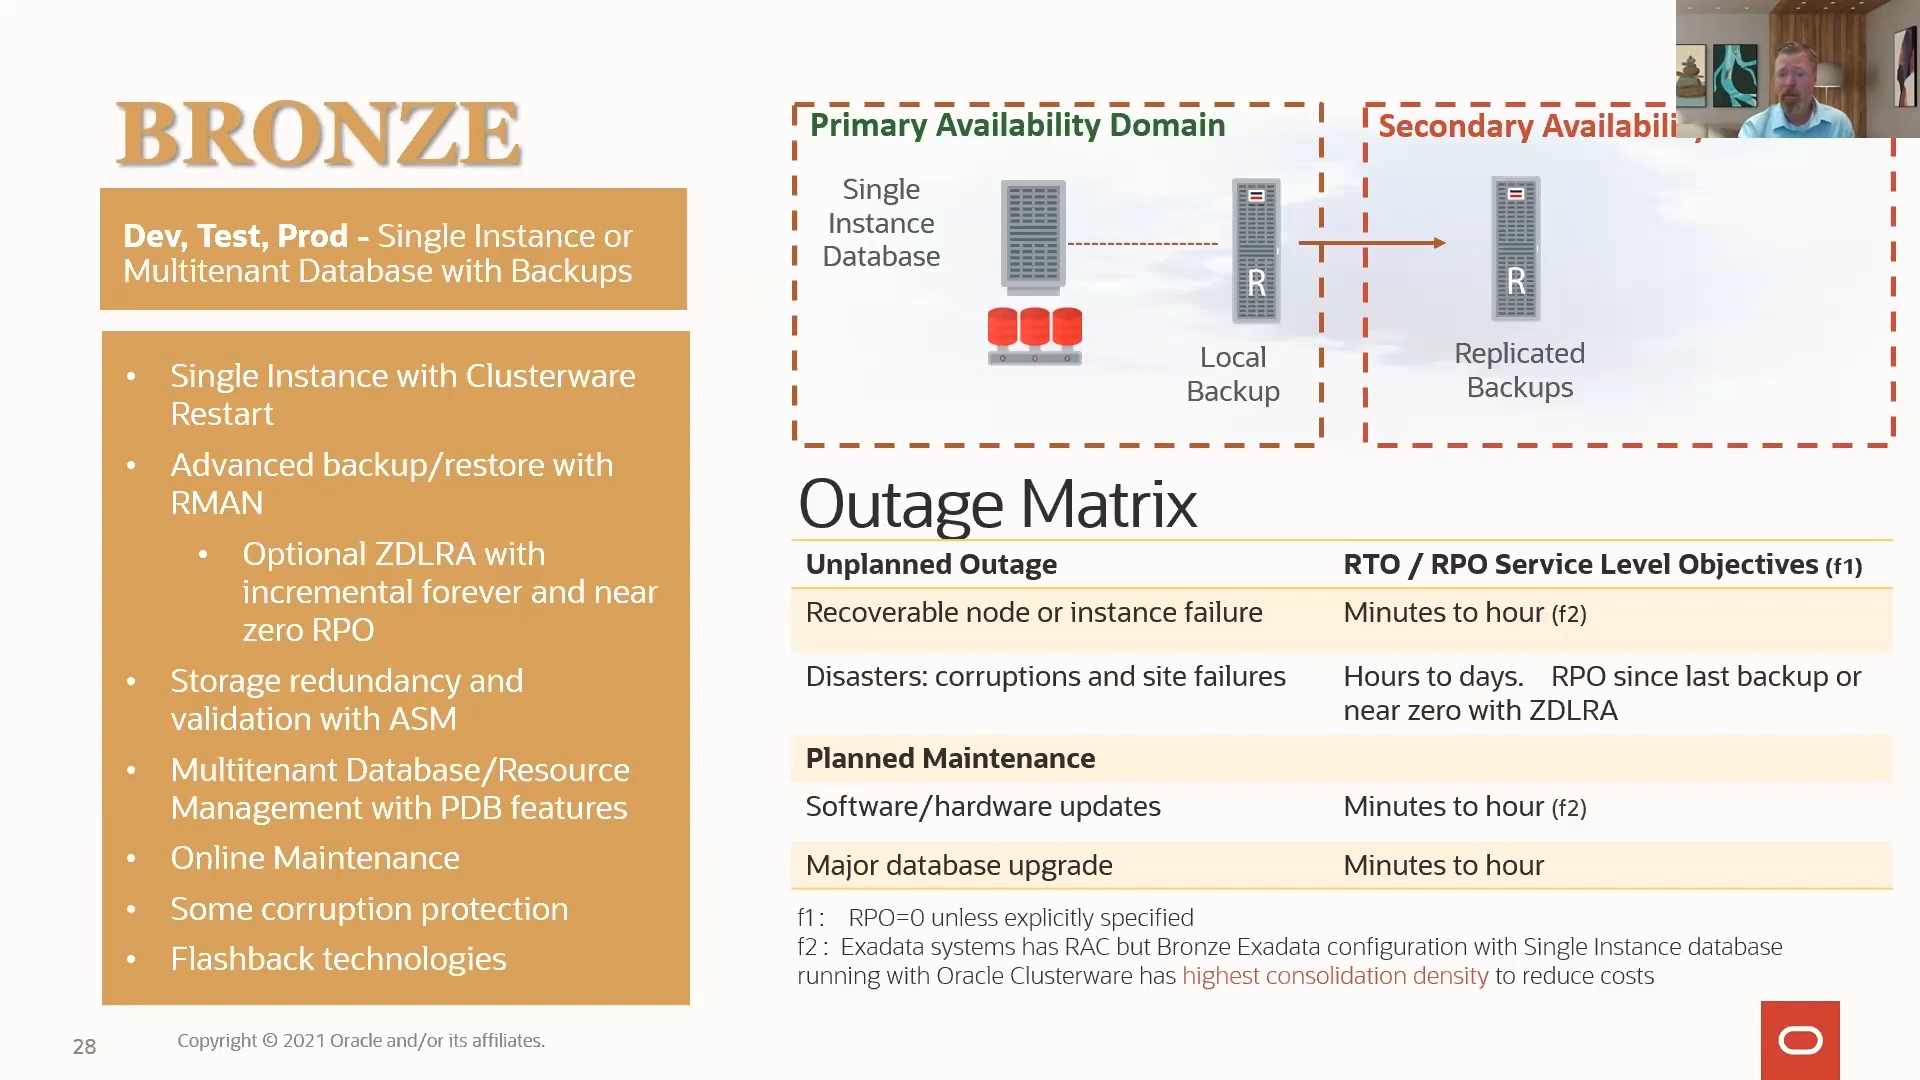 BRONZE
Dev, Test, Prod - Single Instance or
Multitenant Database with Backups
• Single Instance with Clusterware
Restart
• Advanced backup/restore with
RMAN
• Optional ZDLRA with
incremental forever and near
zero RPO
• Storage redundancy and
validation with ASM
• Multitenant Database/Resource
Management with PDB features
• Online Maintenance
• Some corruption protection
• Flashback technologies
Primary Availability Domain
Single
Instance
Database
R
Local
Backup
Secondary
R
Replicated
Backups
Outage Matrix
Unplanned Outage RTO / RPO Service Level Objectives (f1)
Recoverable node or instance failure Minutes to hour (f2)
Disasters: corruptions and site failures Hours to days. RPO since last backup or
near zero with ZDLRA
Planned Maintenance
Software/hardware updates Minutes to hour (f2)
Major database upgrade Minutes to hour
f1 : RPO=0 unless explicitly specified
f2 : Exadata systems has RAC but Bronze Exadata configuration with Single Instance database
running with Oracle Clusterware has highest consolidation density to reduce costs
28
Copyright © 2021 Oracle and/or its affiliates.